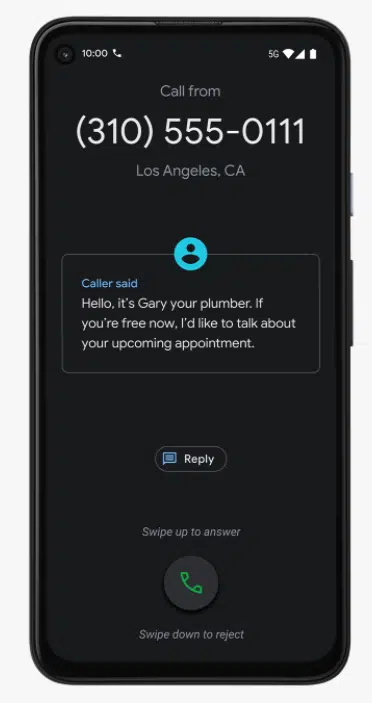 10:00
5G
Call from
(310) 555-0111
Los Angeles, CA
Caller said
Hello, it's Gary your plumber. If
you're free now, I'd like to talk about
your upcoming appointment.
Reply
Swipe up to answer
Swipe down to reject